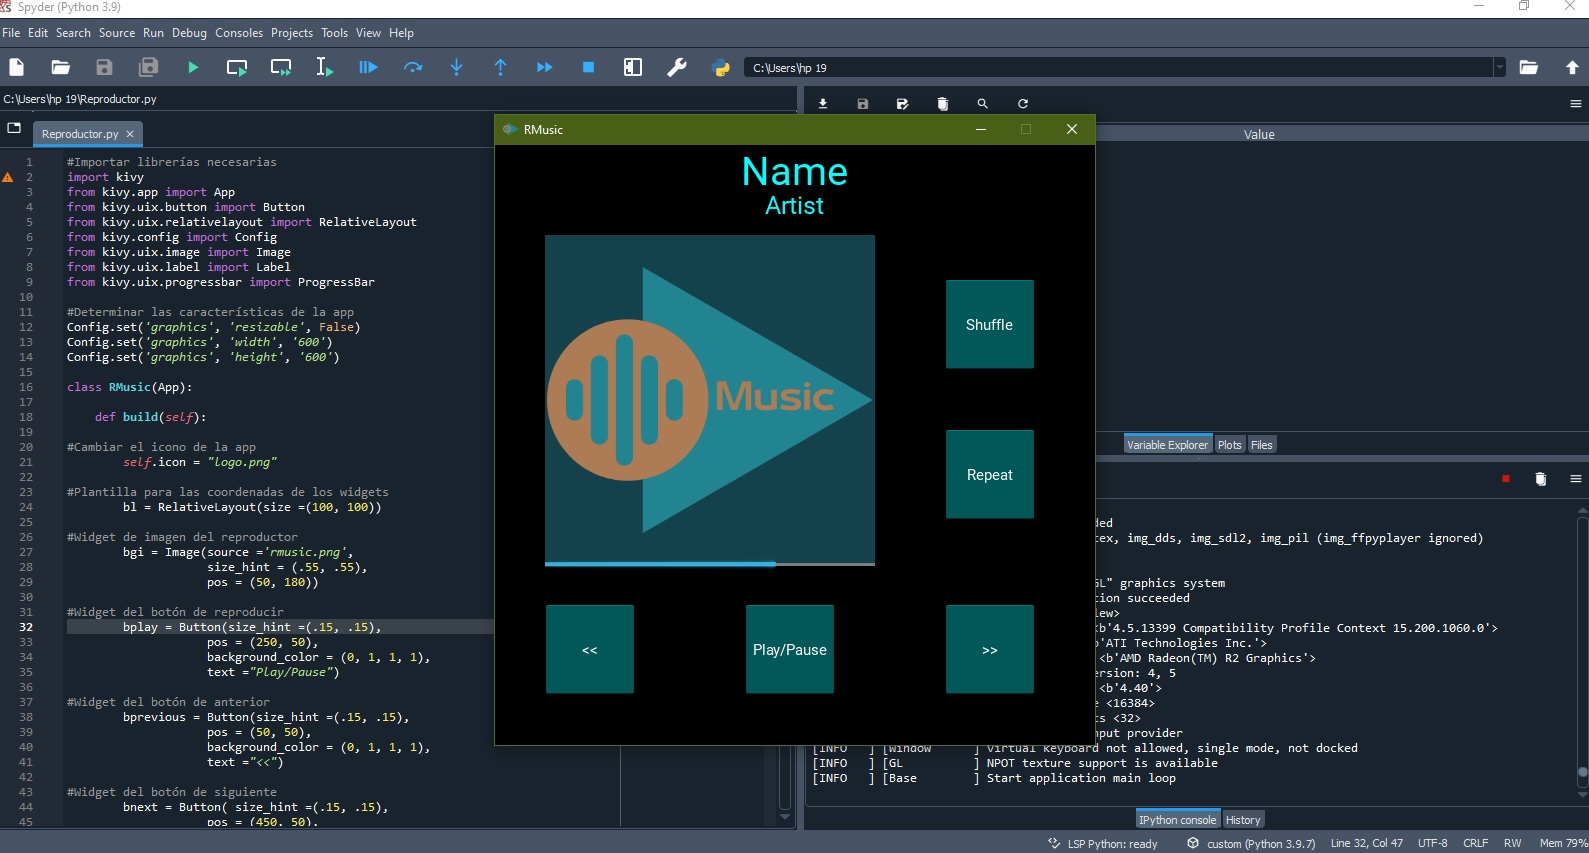 Spyder (Python 3.9)
File Edit Search Source Run Debug Consoles Projects Tools View Help
C:\Users\hp 19
C:\Users\hp 19\Reproductor.py
Reproductor.py
1 #Importar librerías necesarias
2 import kivy
3 from kivy.app import App
4 from kivy.uix.button import Button
5 from kivy.uix.relativelayout import RelativeLayout
6 from kivy.config import Config
7 from kivy.uix.image import Image
8 from kivy.uix.label import Label
9 from kivy.uix.progressbar import ProgressBar
10
11 #Determinar las características de la app
12 Config.set('graphics', 'resizable', False)
13 Config.set('graphics', 'width', '600')
14 Config.set('graphics', 'height', '600')
15
16 class RMusic(App):
17
18 def build(self):
19
20 #Cambiar el icono de la app
21 self.icon = "logo.png"
22
23 #Plantilla para las coordenadas de los widgets
24 bl = RelativeLayout(size =(100, 100))
25
26 #Widget de imagen del reproductor
27 bgi = Image(source ='rmusic.png',
28 size_hint = (.55, .55),
29 pos = (50, 180))
30
31 #Widget del botón de reproducir
32 bplay = Button(size_hint =(.15, .15),
33 pos = (250, 50),
34 background_color = (0, 1, 1, 1),
35 text ="Play/Pause")
36
37 #Widget del botón de anterior
38 bprevious = Button(size_hint =(.15, .15),
39 pos = (50, 50),
40 background_color = (0, 1, 1, 1),
41 text ="<<")
42
43 #Widget del botón de siguiente
44 bnext = Button( size_hint =(.15, .15),
45 pos = (450, 50),
RMusic
Name
Artist
Music
Shuffle
Repeat
<<
Play/Pause
>>
Value
Variable Explorer Plots Files
ded
tex, img_dds, img_sdl2, img_pil (img_ffpyplayer ignored)
GL" graphics system
tion succeeded
lew>
<b'4.5.13399 Compatibility Profile Context 15.200.1060.0'>
b'ATI Technologies Inc.'>
<b'AMD Radeon(TM) R2 Graphics'>
ersion: 4, 5
<b'4.40'>
e <16384>
ts <32>
nput provider
[INFO ] [Window ] Virtual keyboard not allowed, single mode, not docked
[INFO ] [GL ] NPOT texture support is available
[INFO ] [Base ] Start application main loop
IPython console History
LSP Python: ready custom (Python 3.9.7) Line 32, Col 47 UTF-8 CRLF RW Mem 79%